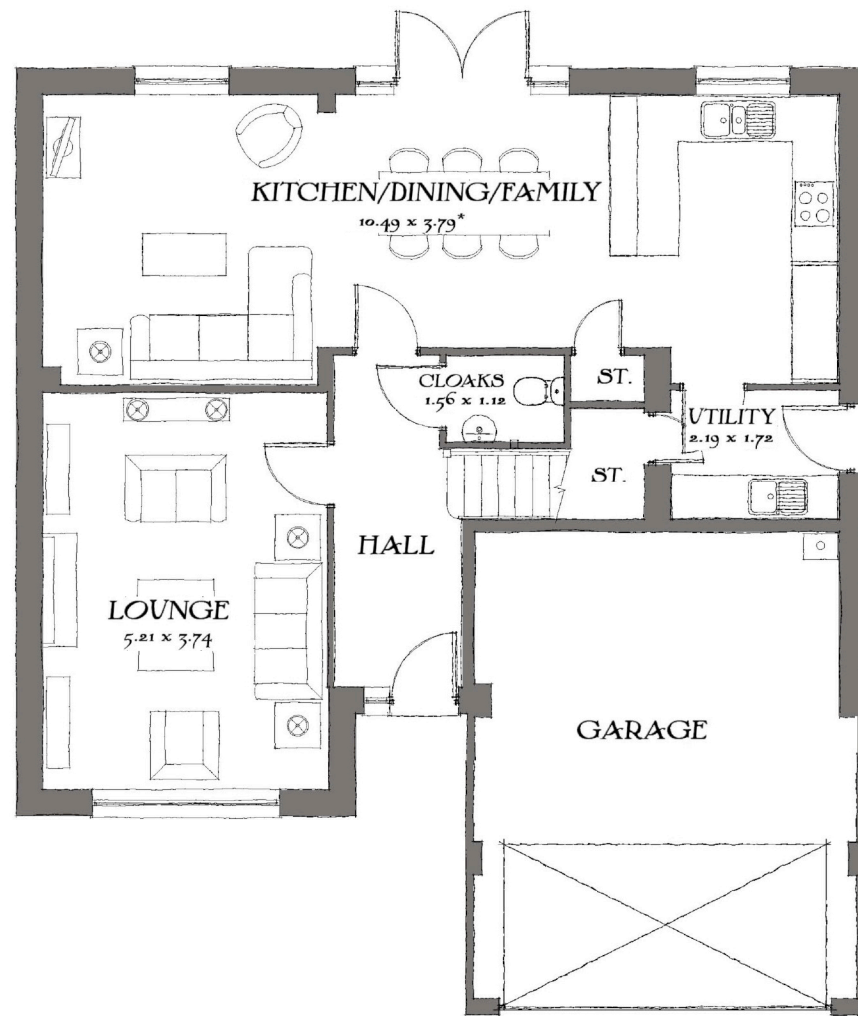 KITCHEN/DINING/FAMILY
10.49 x 3.79*
CLOAKS
1.56 x 1.12
ST.
UTILITY
2.19 x 1.72
ST.
HALL
LOUNGE
5.21 x 3.74
GARAGE